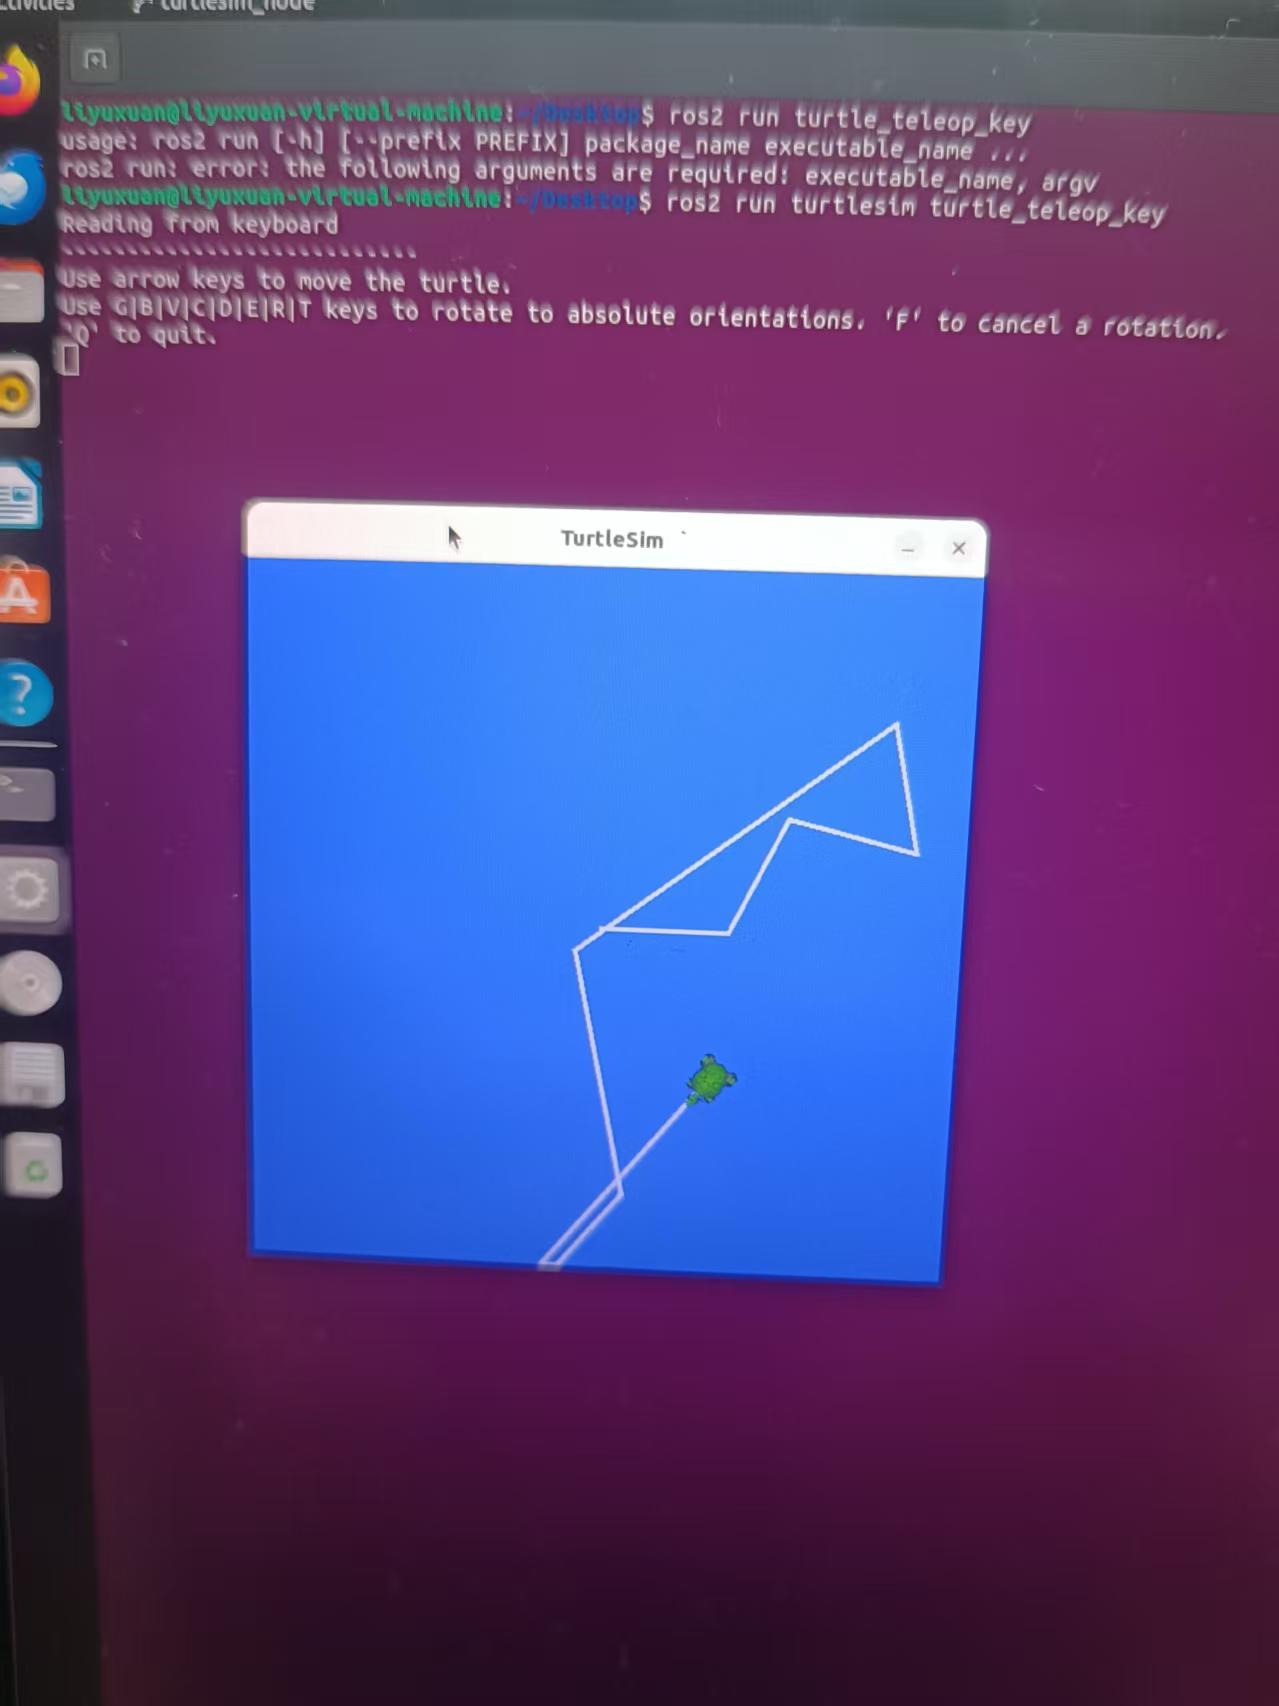 turtlesim_node
liyuxuan@liyuxuan-virtual-machine:~/Desktop$ ros2 run turtle_teleop_key
usage: ros2 run [-h] [--prefix PREFIX] package_name executable_name ...
ros2 run: error: the following arguments are required: executable_name, argv
liyuxuan@liyuxuan-virtual-machine:~/Desktop$ ros2 run turtlesim turtle_teleop_key
Reading from keyboard
---------------------------
Use arrow keys to move the turtle.
Use G|B|V|C|D|E|R|T keys to rotate to absolute orientations. 'F' to cancel a rotation.
'Q' to quit.
TurtleSim